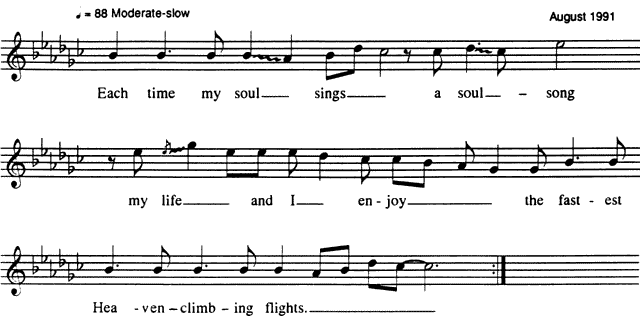 ♩. = 88 Moderate-slow August 1991
Each time my soul sings a soul - song
my life and I en - joy the fast - est
Hea - ven - climb - ing flights.